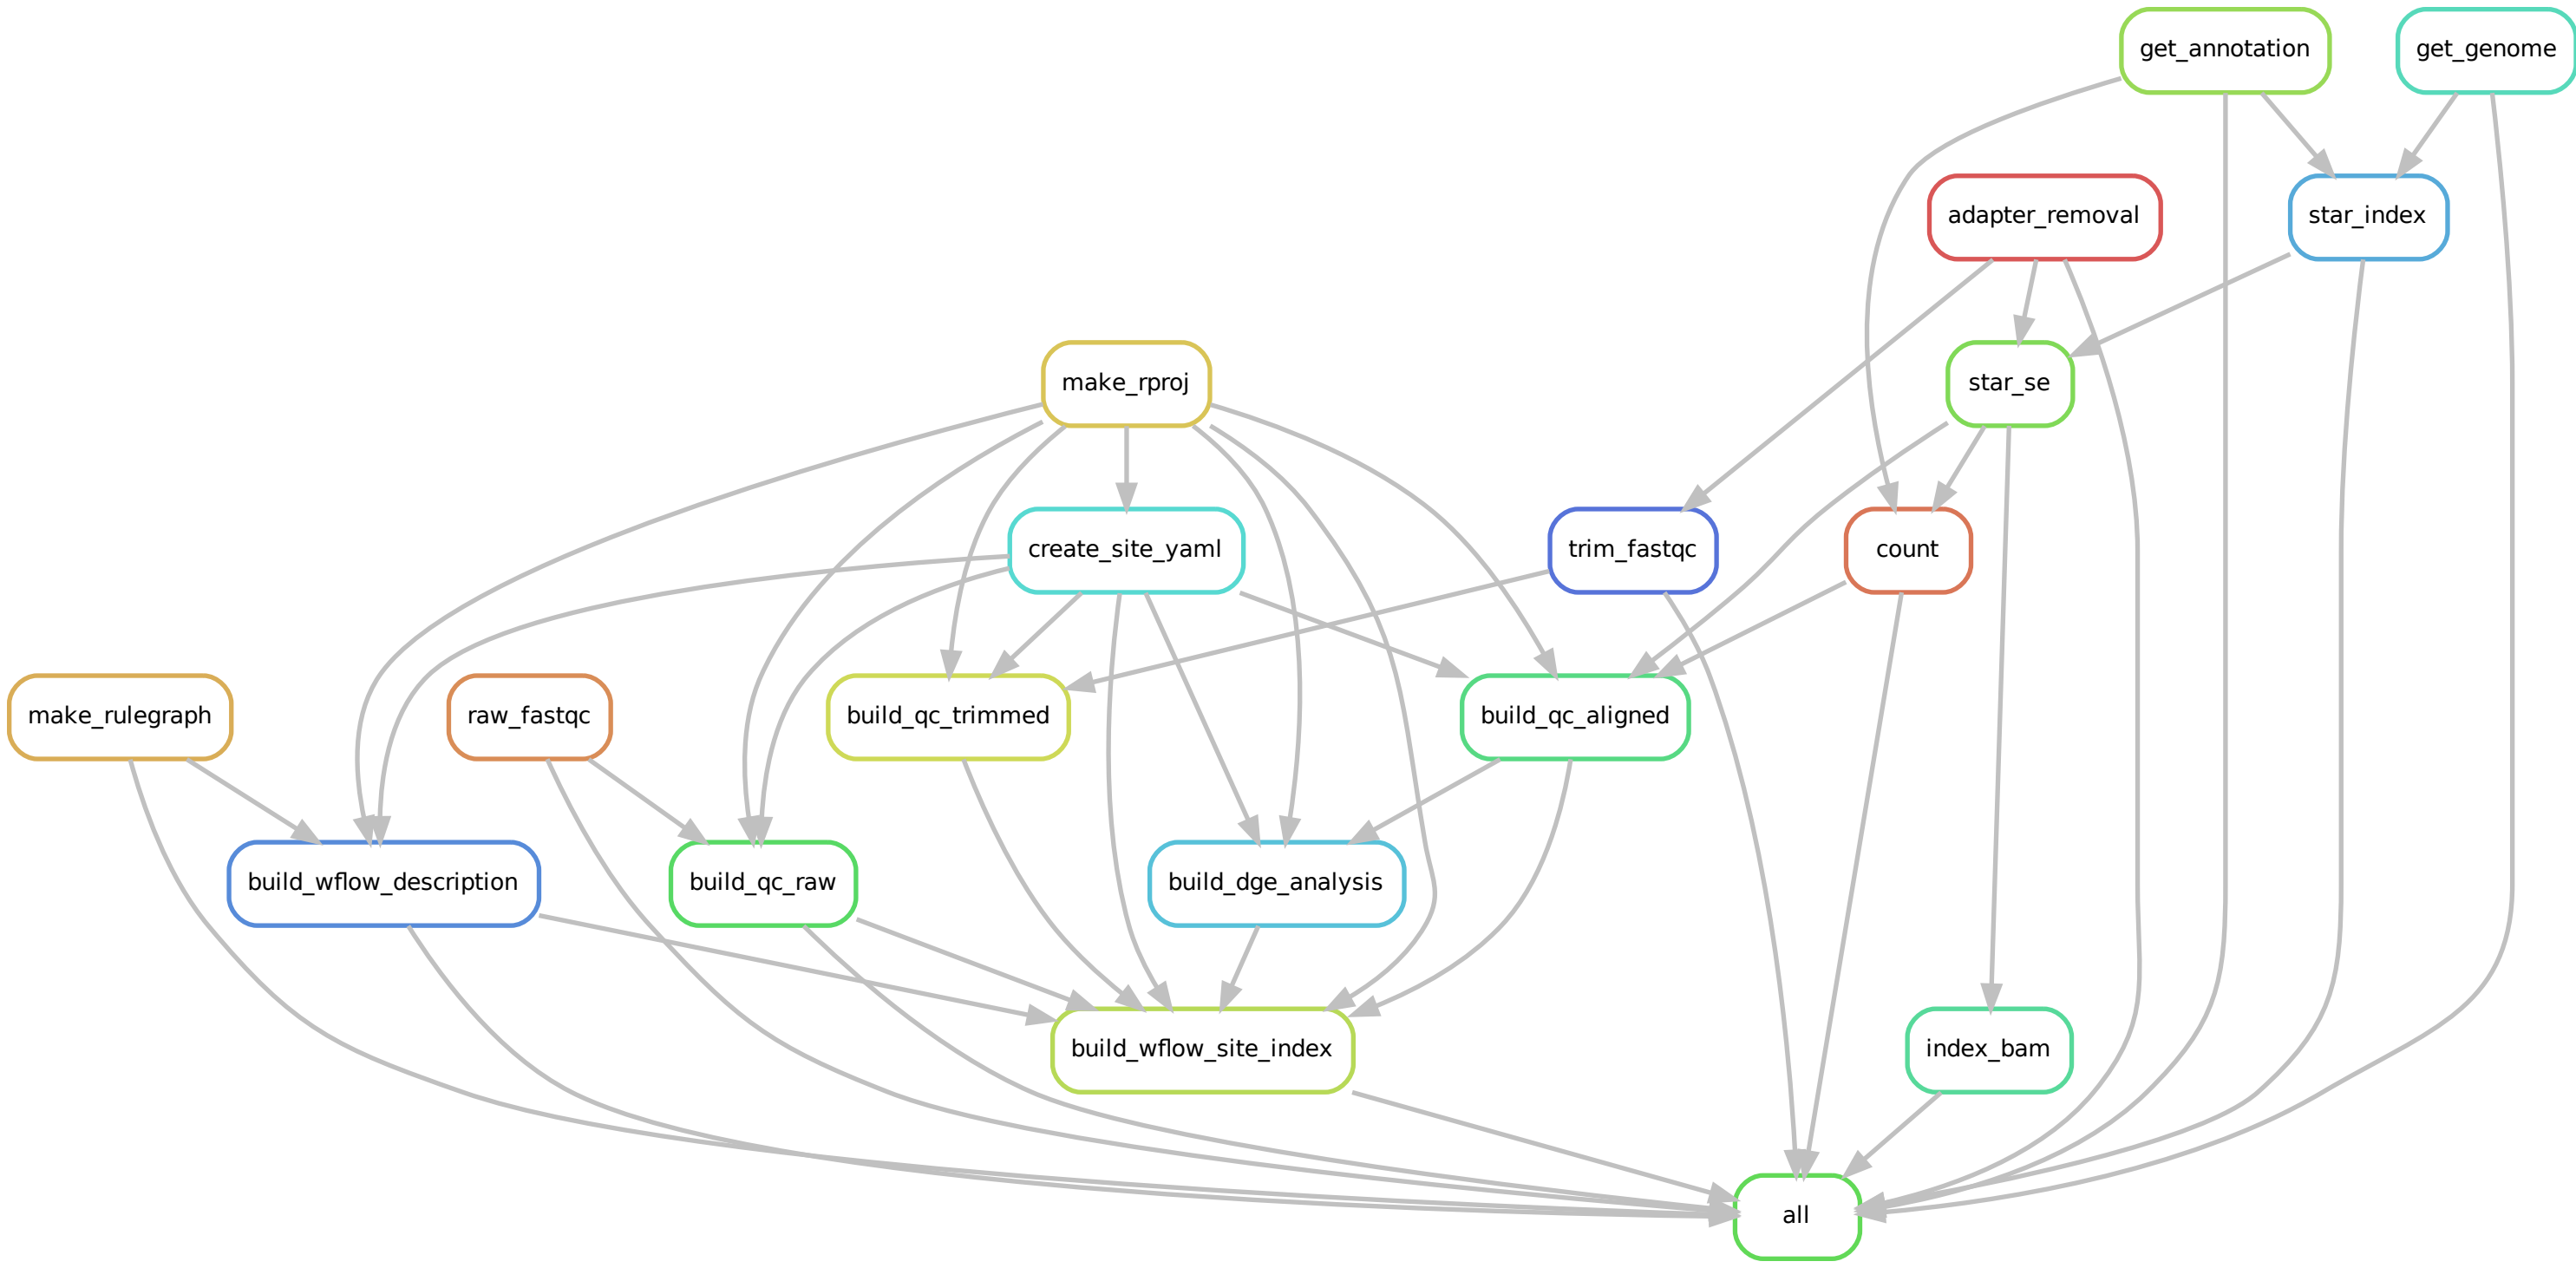 get_annotation
get_genome
adapter_removal
star_index
make_rproj
star_se
create_site_yaml
trim_fastqc
count
make_rulegraph
raw_fastqc
build_qc_trimmed
build_qc_aligned
build_wflow_description
build_qc_raw
build_dge_analysis
build_wflow_site_index
index_bam
all